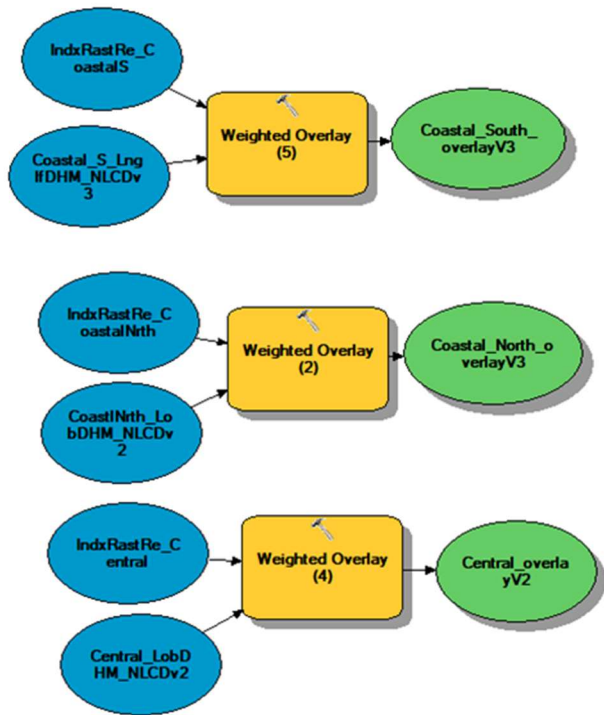 IndxRastRe_C
oastalS
Weighted Overlay
(5)
Coastal_South_
overlayV3
Coastal_S_Lng
lfDHM_NLCDv
3
IndxRastRe_C
oastalNrth
Weighted Overlay
(2)
Coastal_North_o
verlayV3
CoastlNrth_Lo
bDHM_NLCDv
2
IndxRastRe_C
entral
Weighted Overlay
(4)
Central_overla
yV2
Central_LobD
HM_NLCDv2